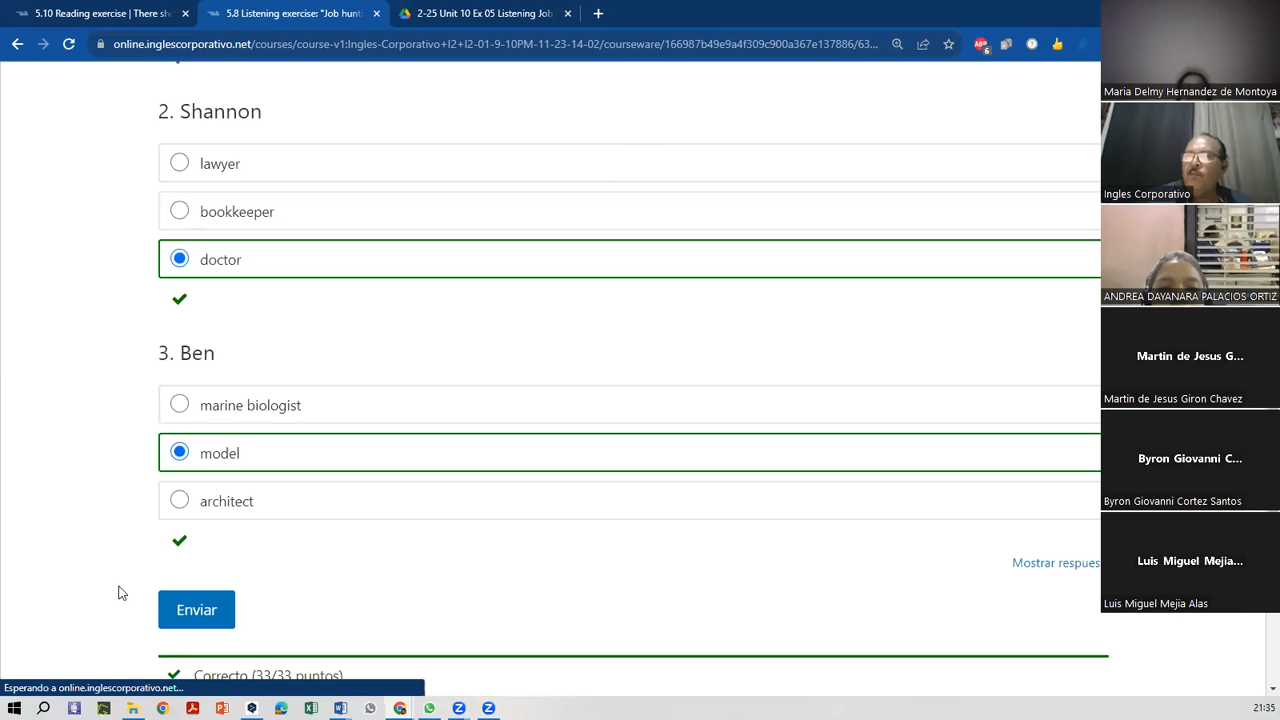 5.10 Reading exercise | There sh
5.8 Listening exercise: "Job hunt
2-25 Unit 10 Ex 05 Listening Job
online.inglescorporativo.net/courses/course-v1:Ingles-Corporativo+I2+I2-01-9-10PM-11-23-14-02/courseware/166987b49e9a4f309c900a367e137886/63...
2. Shannon
lawyer
bookkeeper
doctor
3. Ben
marine biologist
model
architect
Mostrar respues
Enviar
Correcto (33/33 puntos)
Esperando a online.inglescorporativo.net...
Maria Delmy Hernandez de Montoya
Ingles Corporativo
ANDREA DAYANARA PALACIOS ORTIZ
Martin de Jesus G...
Martin de Jesus Giron Chavez
Byron Giovanni C...
Byron Giovanni Cortez Santos
Luis Miguel Mejia...
Luis Miguel Mejia Alas
21:35